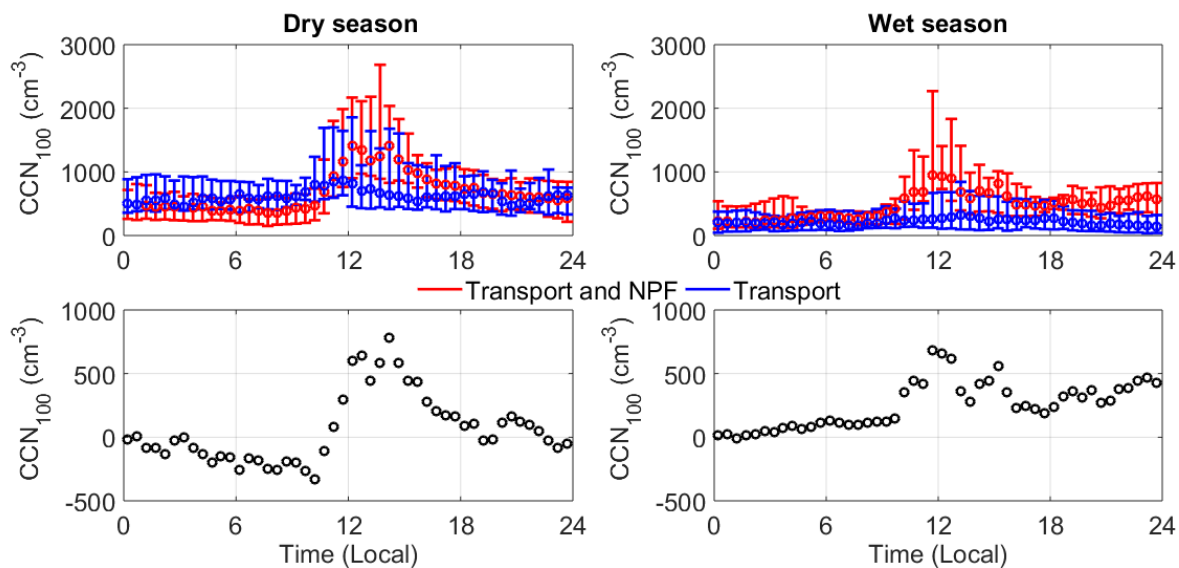 Dry season
Wet season
3000
2000
1000
0
CCN100 (cm-3)
0 6 12 18 24
3000
2000
1000
0
CCN100 (cm-3)
0 6 12 18 24
Transport and NPF Transport
1000
500
0
-500
CCN100 (cm-3)
0 6 12 18 24
Time (Local)
1000
500
0
-500
CCN100 (cm-3)
0 6 12 18 24
Time (Local)